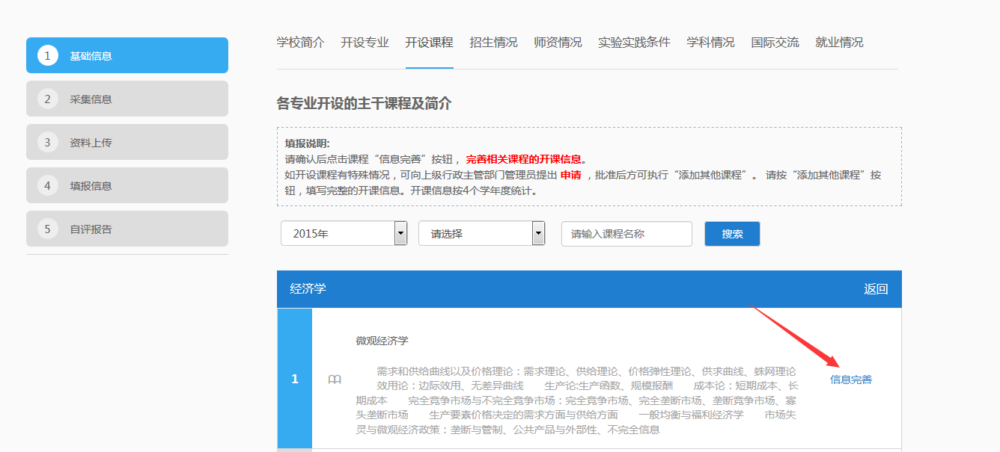 学校简介 开设专业 开设课程 招生情况 师资情况 实验实践条件 学科情况 国际交流 就业情况
1 基础信息
2 采集信息
3 资料上传
4 填报信息
5 自评报告
各专业开设的主干课程及简介
填报说明:
请确认后点击课程“信息完善”按钮， 完善相关课程的开课信息。
如开设课程有特殊情况，可向上级行政主管部门管理员提出 申请 ，批准后方可执行“添加其他课程”。 请按“添加其他课程”按
钮，填写完整的开课信息。开课信息按4个学年度统计。
2015年 请选择 请输入课程名称 搜索
经济学 返回
微观经济学
需求和供给曲线以及价格理论：需求理论、供给理论、价格弹性理论、供求曲线、蛛网理论
1 效用论：边际效用、无差异曲线 生产论:生产函数、规模报酬 成本论：短期成本、长 信息完善
期成本 完全竞争市场与不完全竞争市场：完全竞争市场、完全垄断市场、垄断竞争市场、寡
头垄断市场 生产要素价格决定的需求方面与供给方面 一般均衡与福利经济学 市场失
灵与微观经济政策：垄断与管制、公共产品与外部性、不完全信息